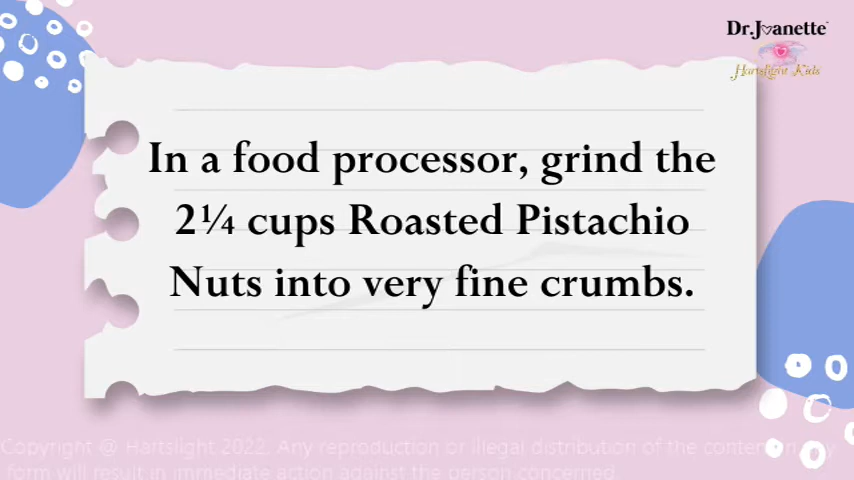 Dr.J♥anette™
Hartslight Kids
In a food processor, grind the
2¼ cups Roasted Pistachio
Nuts into very fine crumbs.
Copyright @ Hartslight 2022. Any reproduction or illegal distribution of the content in any
form will result in immediate action against the person concerned.